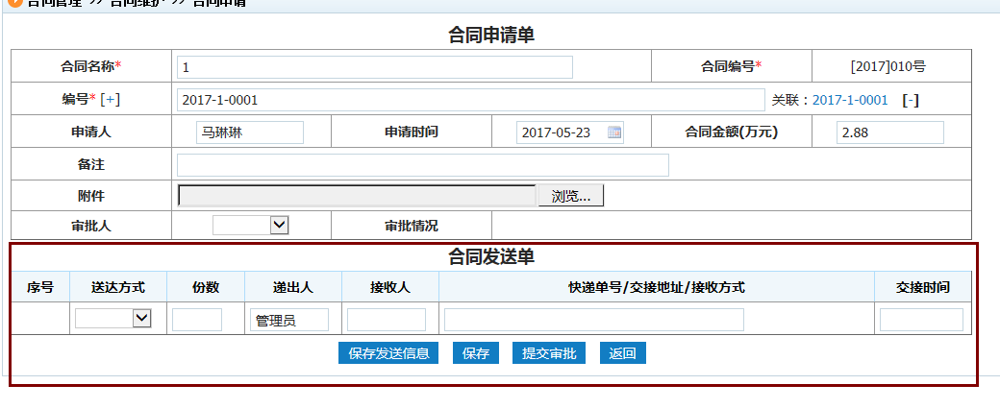 合同管理 >> 合同维护 >> 合同申请
合同申请单
合同名称* 1 合同编号* [2017]010号
编号* [+] 2017-1-0001 关联：2017-1-0001 [-]
申请人 马琳琳 申请时间 2017-05-23 合同金额(万元) 2.88
备注
附件 浏览...
审批人 审批情况
合同发送单
序号 送达方式 份数 递出人 接收人 快递单号/交接地址/接收方式 交接时间
管理员
保存发送信息 保存 提交审批 返回